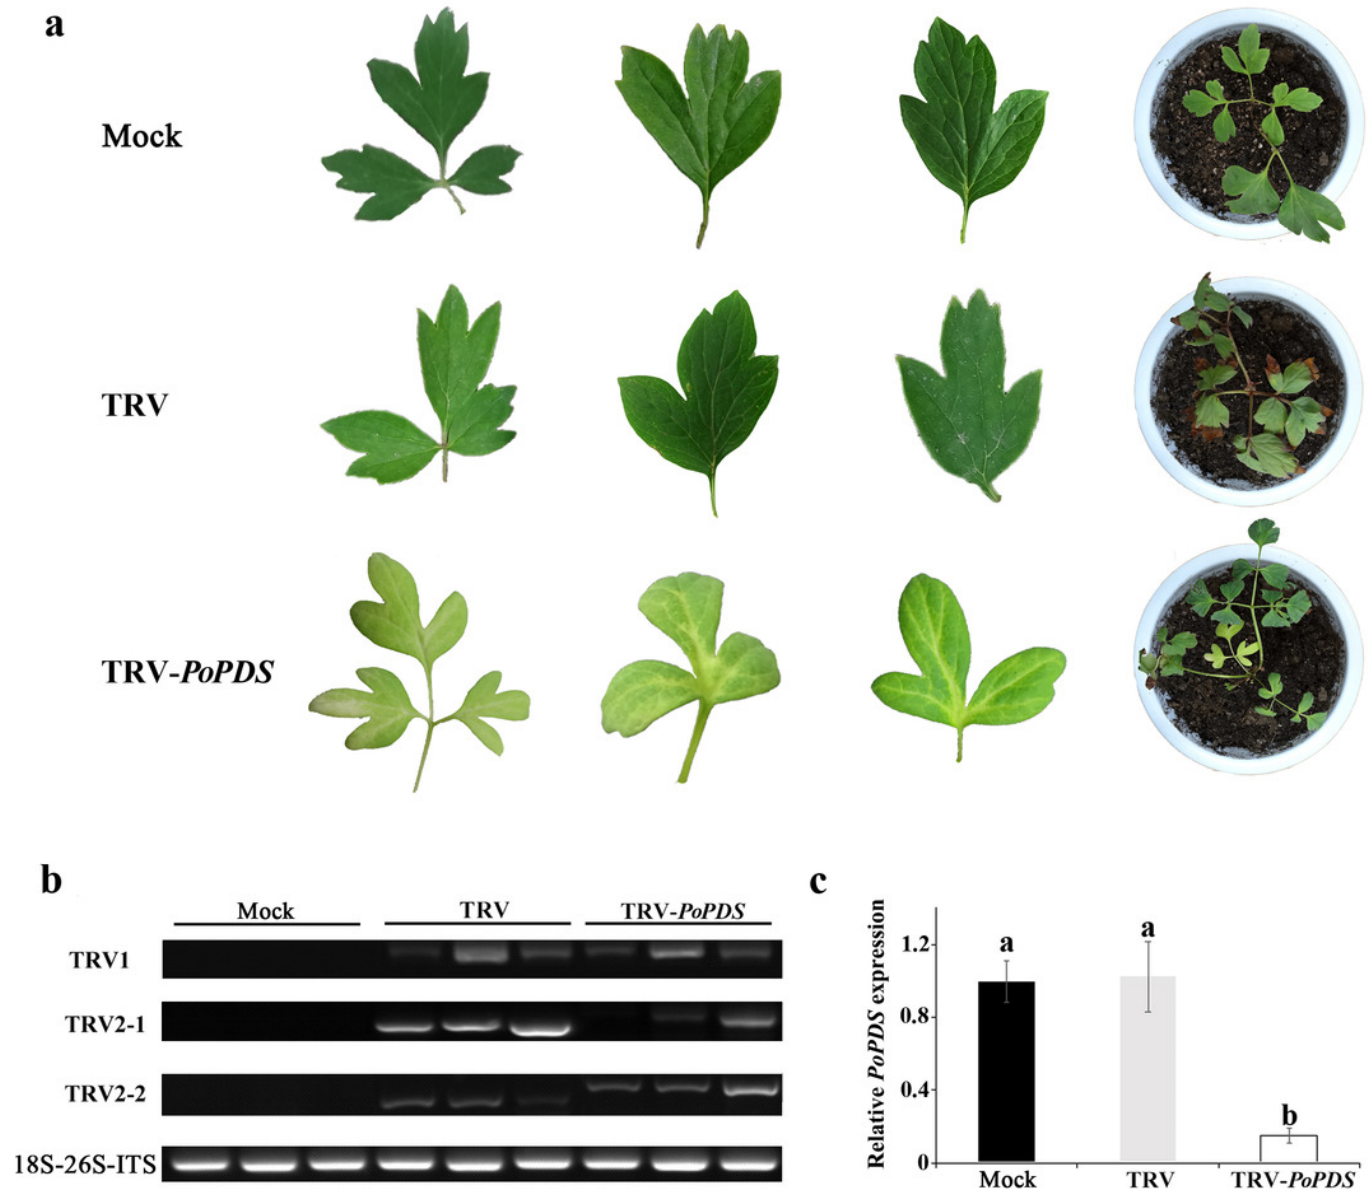 a
Mock
TRV
TRV-PoPDS
b
Mock TRV TRV-PoPDS
TRV1
TRV2-1
TRV2-2
18S-26S-ITS
c
Relative PoPDS expression
1.2
0.8
0.4
0
a a b
Mock TRV TRV-PoPDS